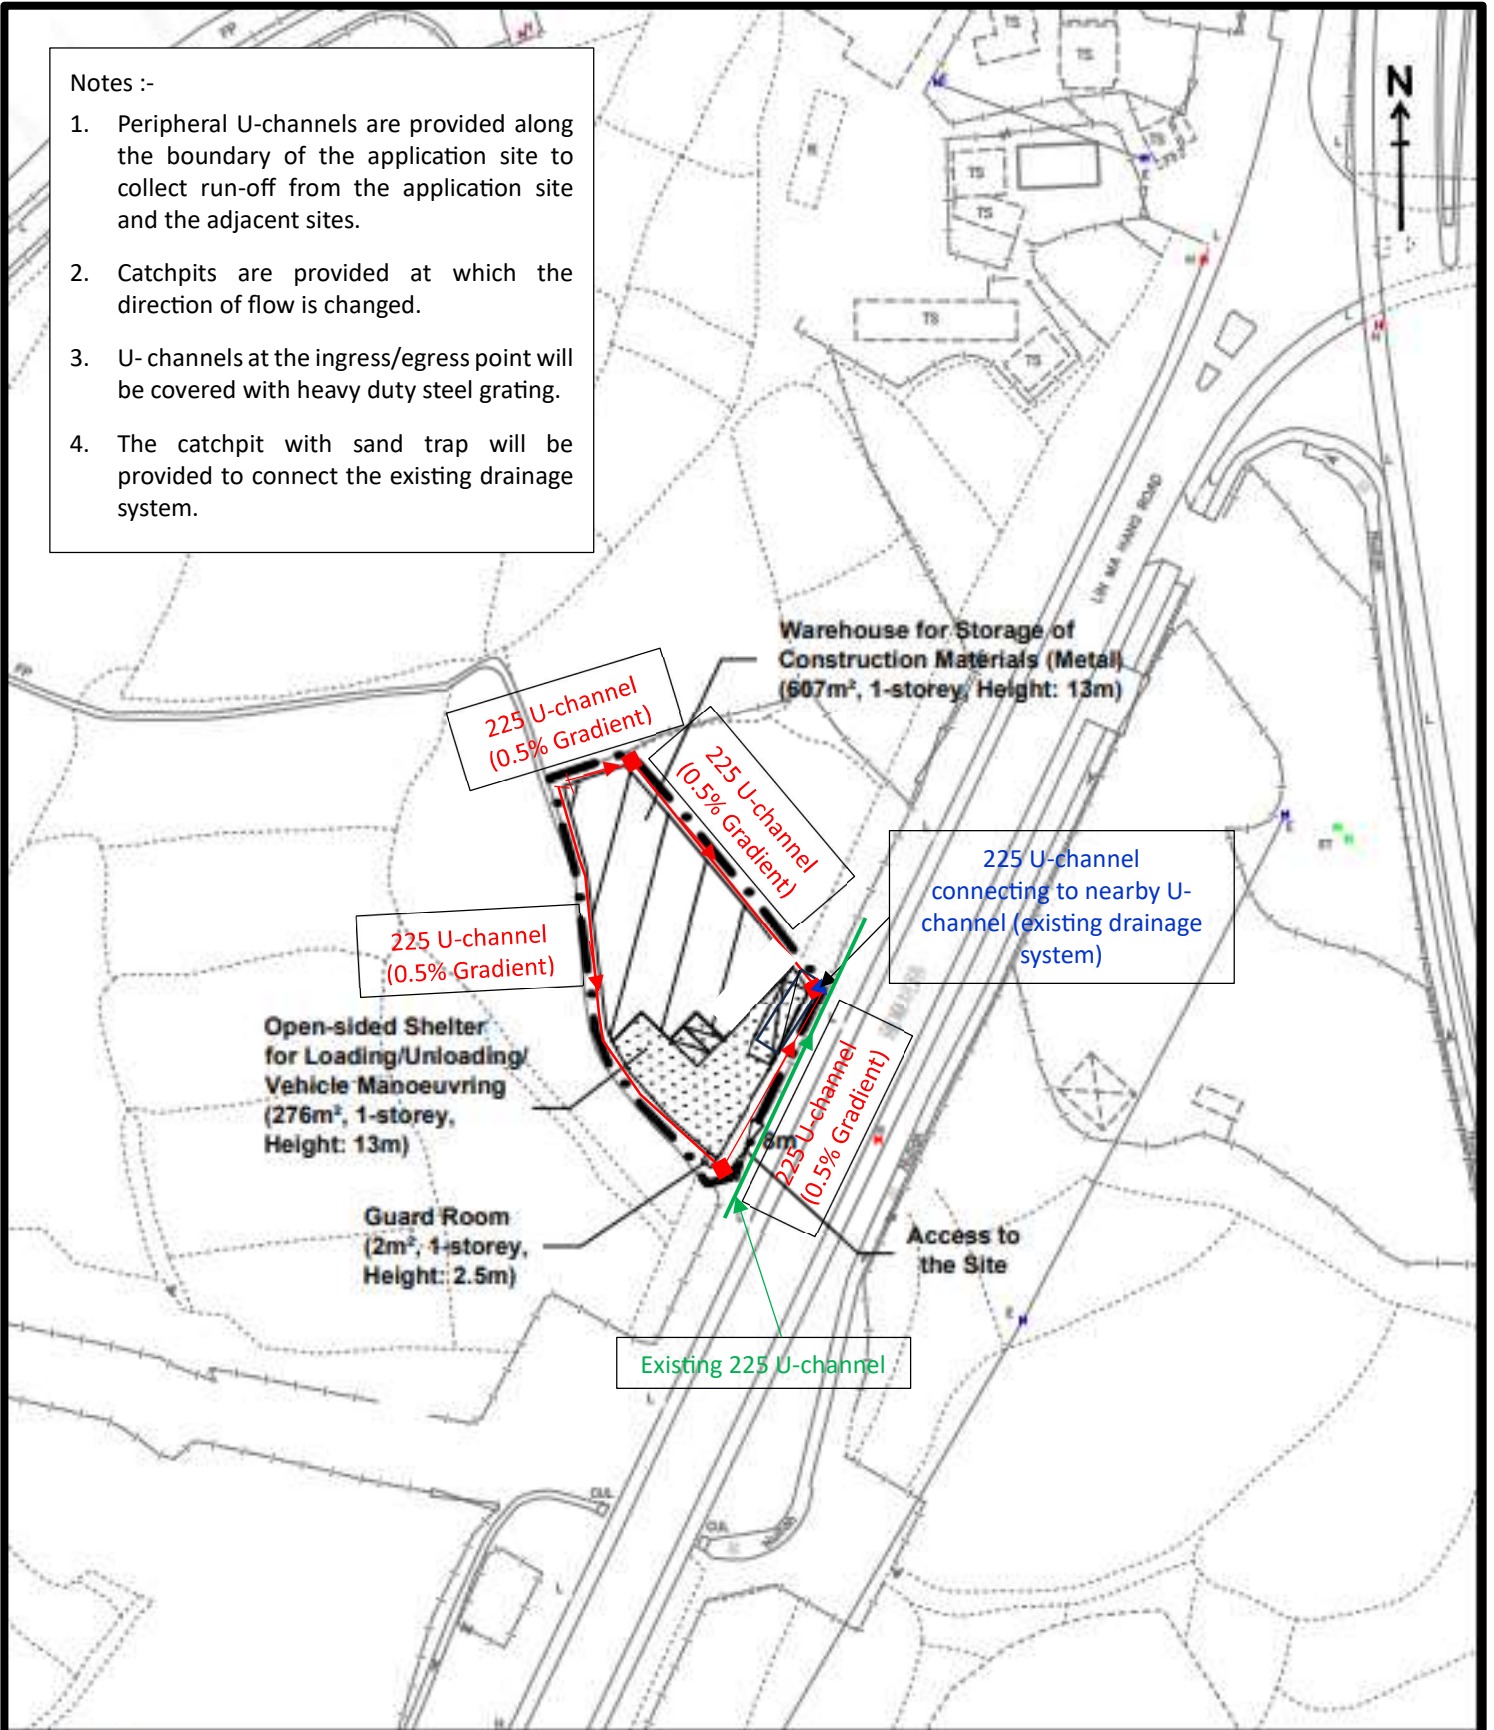 Notes :-
1. Peripheral U-channels are provided along
the boundary of the application site to
collect run-off from the application site
and the adjacent sites.
2. Catchpits are provided at which the
direction of flow is changed.
3. U- channels at the ingress/egress point will
be covered with heavy duty steel grating.
4. The catchpit with sand trap will be
provided to connect the existing drainage
system.
N
FP
TS
TS
TS
TS
TS
TS
TS
R
LIN MA HANG ROAD
FP
Warehouse for Storage of
Construction Materials (Metal)
(607m², 1-storey, Height: 13m)
225 U-channel
(0.5% Gradient)
225 U-channel
(0.5% Gradient)
225 U-channel
(0.5% Gradient)
225 U-channel
connecting to nearby U-
channel (existing drainage
system)
Open-sided Shelter
for Loading/Unloading/
Vehicle Manoeuvring
(276m², 1-storey,
Height: 13m)
8m
225 U-channel
(0.5% Gradient)
Guard Room
(2m², 1-storey,
Height: 2.5m)
Access to
the Site
Existing 225 U-channel
CUL
CUL
Nullah